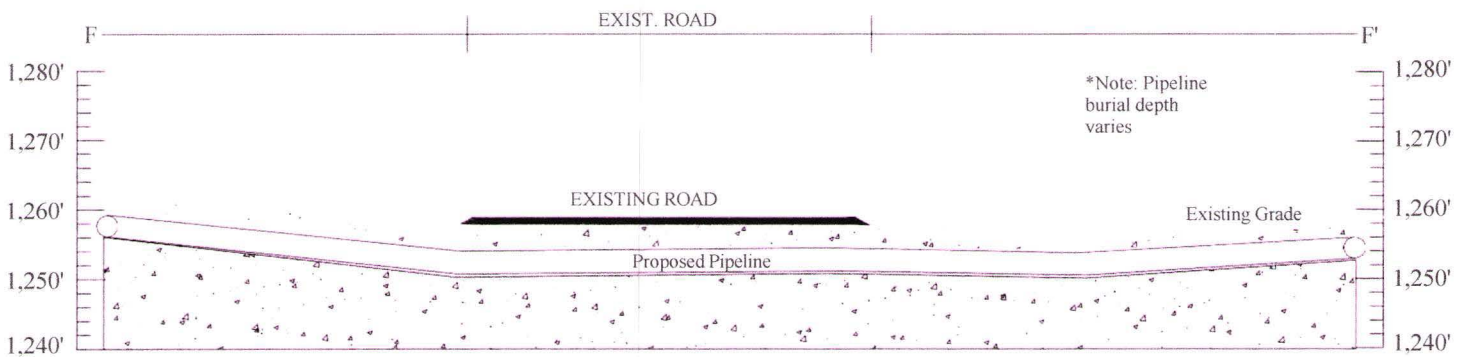 EXIST. ROAD
F F'
1,280' 1,280'
*Note: Pipeline
burial depth
varies
1,270' 1,270'
EXISTING ROAD
1,260' Existing Grade 1,260'
Proposed Pipeline
1,250' 1,250'
1,240' 1,240'